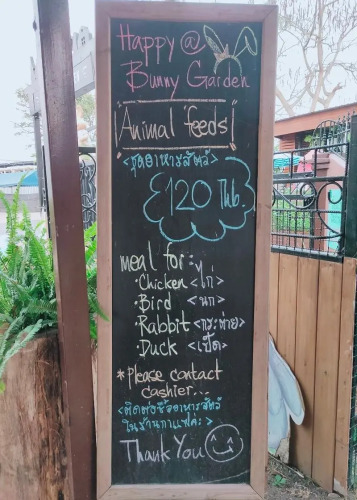 Happy @
Bunny Garden
Animal feeds!
<ชุดอาหารสัตว์>
120 Thb.
meal for:
·Chicken <ไก่>
·Bird <นก>
·Rabbit <กระต่าย>
·Duck <เป็ด>
*Please contact
cashier...
<ติดต่อซื้ออาหารสัตว์
ในร้านกาแฟค่ะ>
Thank You